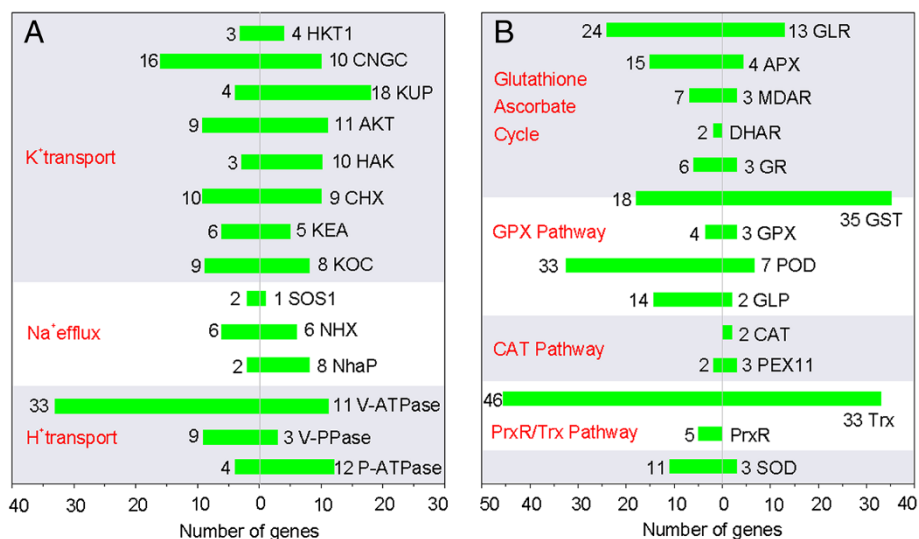 A
3 4 HKT1
16 10 CNGC
4 18 KUP
9 11 AKT
K⁺transport
3 10 HAK
10 9 CHX
6 5 KEA
9 8 KOC
2 1 SOS1
Na⁺efflux
6 6 NHX
2 8 NhaP
33 11 V-ATPase
H⁺transport
9 3 V-PPase
4 12 P-ATPase
40 30 20 10 0 10 20 30
Number of genes
B
24 13 GLR
Glutathione
Ascorbate
Cycle
15 4 APX
7 3 MDAR
2 DHAR
6 3 GR
18 35 GST
GPX Pathway
4 3 GPX
33 7 POD
14 2 GLP
CAT Pathway
2 CAT
2 3 PEX11
46 33 Trx
PrxR/Trx Pathway
5 PrxR
11 3 SOD
50 40 30 20 10 0 10 20 30 40
Number of genes